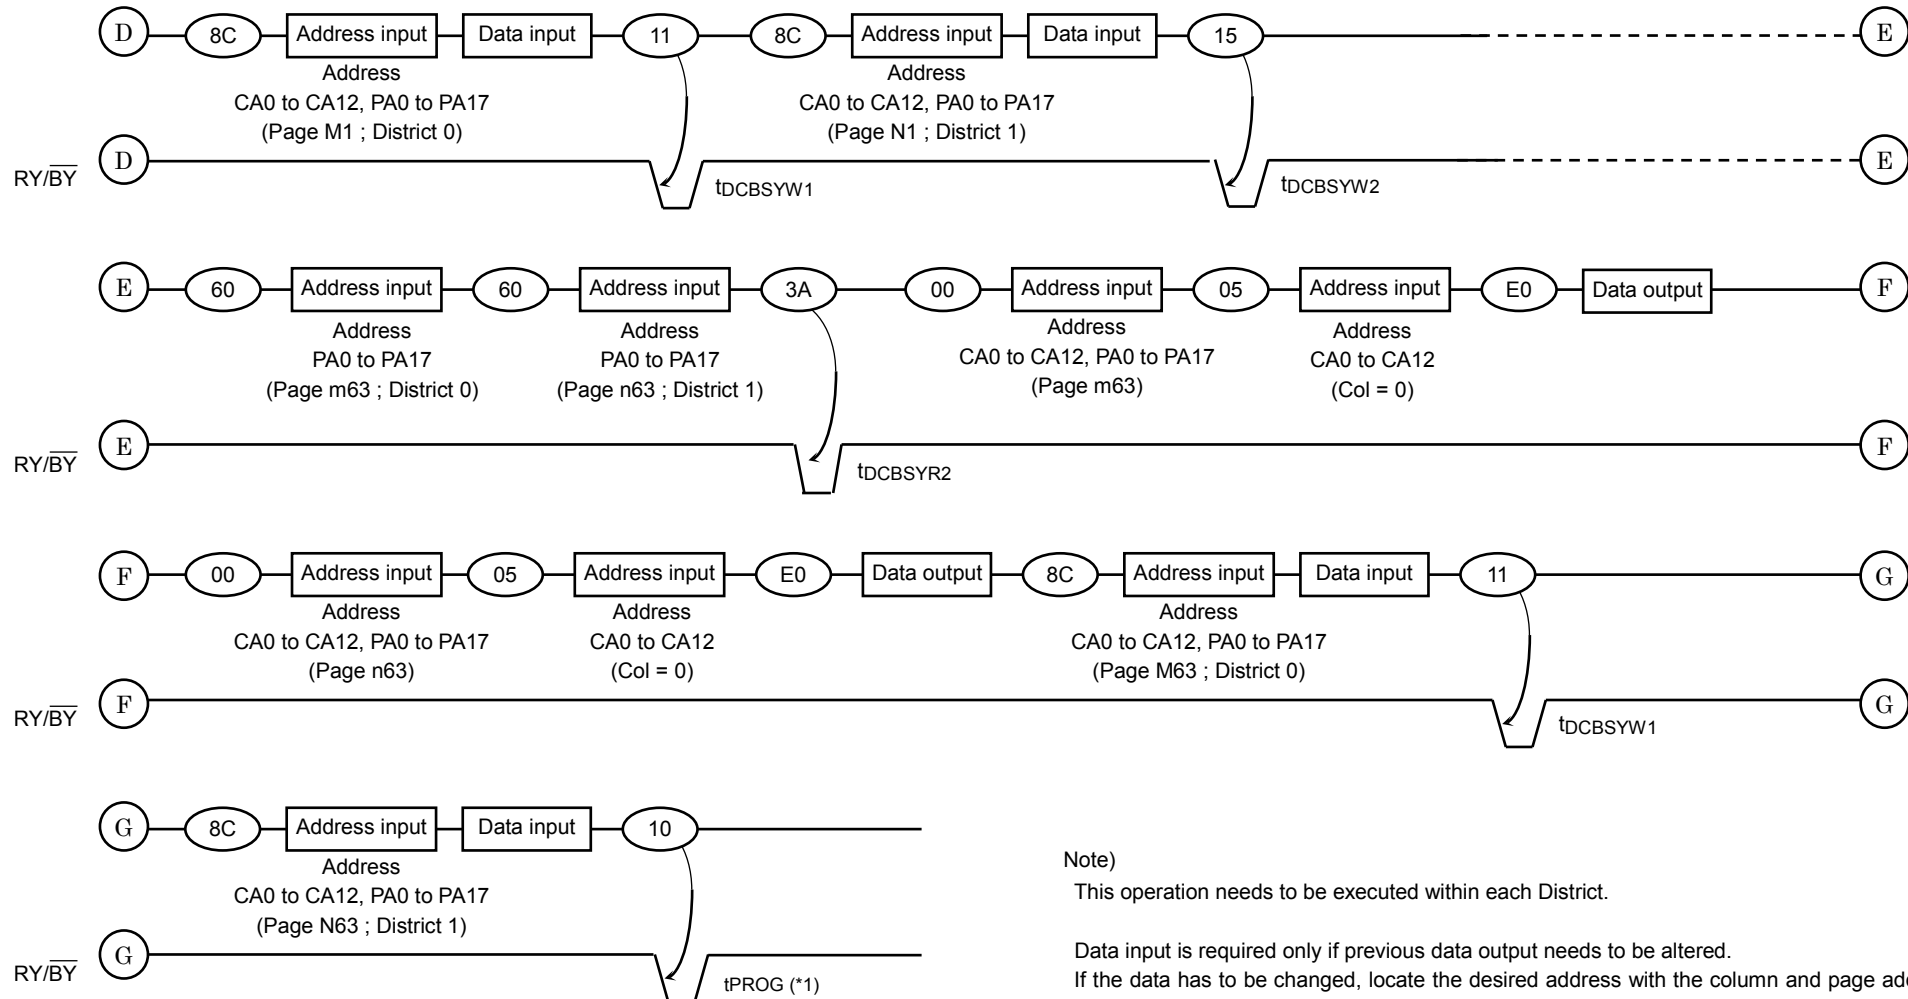 D 8C Address input Data input 11 8C Address input Data input 15 E
Address Address
CA0 to CA12, PA0 to PA17 CA0 to CA12, PA0 to PA17
(Page M1 ; District 0) (Page N1 ; District 1)
RY/BY D E
tDCBSYW1 tDCBSYW2
E 60 Address input 60 Address input 3A 00 Address input 05 Address input E0 Data output F
Address Address Address Address
PA0 to PA17 PA0 to PA17 CA0 to CA12, PA0 to PA17 CA0 to CA12
(Page m63 ; District 0) (Page n63 ; District 1) (Page m63) (Col = 0)
RY/BY E F
tDCBSYR2
F 00 Address input 05 Address input E0 Data output 8C Address input Data input 11 G
Address Address Address
CA0 to CA12, PA0 to PA17 CA0 to CA12 CA0 to CA12, PA0 to PA17
(Page n63) (Col = 0) (Page M63 ; District 0)
RY/BY F G
tDCBSYW1
G 8C Address input Data input 10
Address
CA0 to CA12, PA0 to PA17
(Page N63 ; District 1)
RY/BY G
tPROG (*1)
Note)
This operation needs to be executed within each District.
Data input is required only if previous data output needs to be altered.
If the data has to be changed, locate the desired address with the column and page